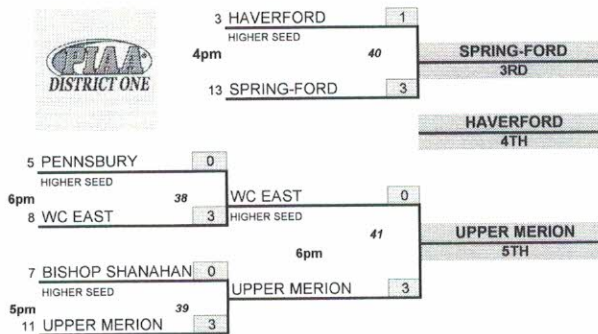 PIAA
DISTRICT ONE
3 HAVERFORD 1
HIGHER SEED
4pm 40
13 SPRING-FORD 3
SPRING-FORD
3RD
HAVERFORD
4TH
5 PENNSBURY 0
HIGHER SEED
6pm 38
8 WC EAST 3
WC EAST 0
HIGHER SEED
41
6pm
UPPER MERION 3
UPPER MERION
5TH
7 BISHOP SHANAHAN 0
HIGHER SEED
5pm 39
11 UPPER MERION 3